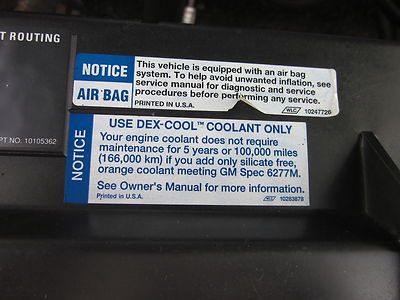 T ROUTING
PT NO. 10105362
NOTICE
AIR BAG
This vehicle is equipped with an air bag
system. To help avoid unwanted inflation, see
service manual for diagnostic and service
procedures before performing any service.
PRINTED IN U.S.A. WLC 10247726
NOTICE
USE DEX-COOL™ COOLANT ONLY
Your engine coolant does not require
maintenance for 5 years or 100,000 miles
(166,000 km) if you add only silicate free,
orange coolant meeting GM Spec 6277M.
See Owner's Manual for more information.
Printed in U.S.A. WLC 10283878